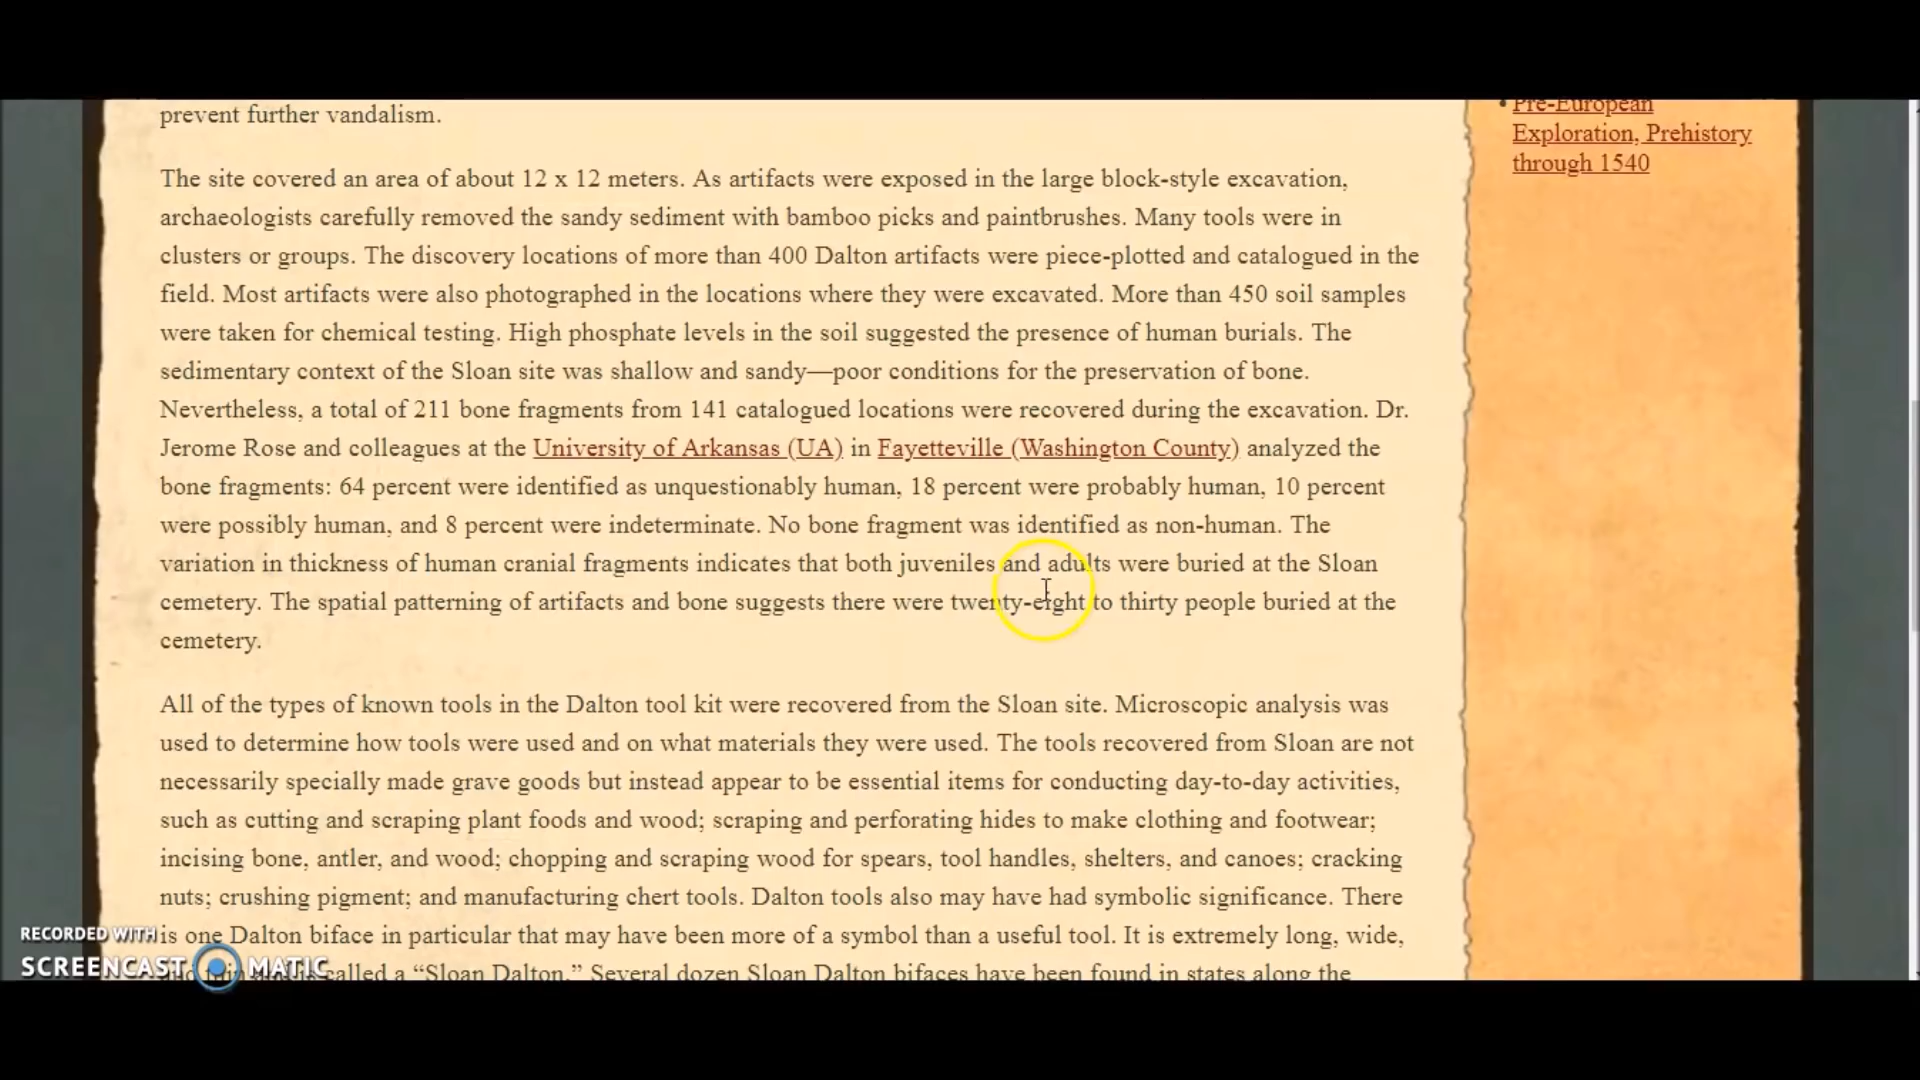 prevent further vandalism.
The site covered an area of about 12 x 12 meters. As artifacts were exposed in the large block-style excavation,
archaeologists carefully removed the sandy sediment with bamboo picks and paintbrushes. Many tools were in
clusters or groups. The discovery locations of more than 400 Dalton artifacts were piece-plotted and catalogued in the
field. Most artifacts were also photographed in the locations where they were excavated. More than 450 soil samples
were taken for chemical testing. High phosphate levels in the soil suggested the presence of human burials. The
sedimentary context of the Sloan site was shallow and sandy—poor conditions for the preservation of bone.
Nevertheless, a total of 211 bone fragments from 141 catalogued locations were recovered during the excavation. Dr.
Jerome Rose and colleagues at the University of Arkansas (UA) in Fayetteville (Washington County) analyzed the
bone fragments: 64 percent were identified as unquestionably human, 18 percent were probably human, 10 percent
were possibly human, and 8 percent were indeterminate. No bone fragment was identified as non-human. The
variation in thickness of human cranial fragments indicates that both juveniles and adults were buried at the Sloan
cemetery. The spatial patterning of artifacts and bone suggests there were twenty-eight to thirty people buried at the
cemetery.
All of the types of known tools in the Dalton tool kit were recovered from the Sloan site. Microscopic analysis was
used to determine how tools were used and on what materials they were used. The tools recovered from Sloan are not
necessarily specially made grave goods but instead appear to be essential items for conducting day-to-day activities,
such as cutting and scraping plant foods and wood; scraping and perforating hides to make clothing and footwear;
incising bone, antler, and wood; chopping and scraping wood for spears, tool handles, shelters, and canoes; cracking
nuts; crushing pigment; and manufacturing chert tools. Dalton tools also may have had symbolic significance. There
is one Dalton biface in particular that may have been more of a symbol than a useful tool. It is extremely long, wide,
called a “Sloan Dalton.” Several dozen Sloan Dalton bifaces have been found in states along the
• Pre-European
Exploration, Prehistory
through 1540
RECORDED WITH
SCREENCAST MATIC